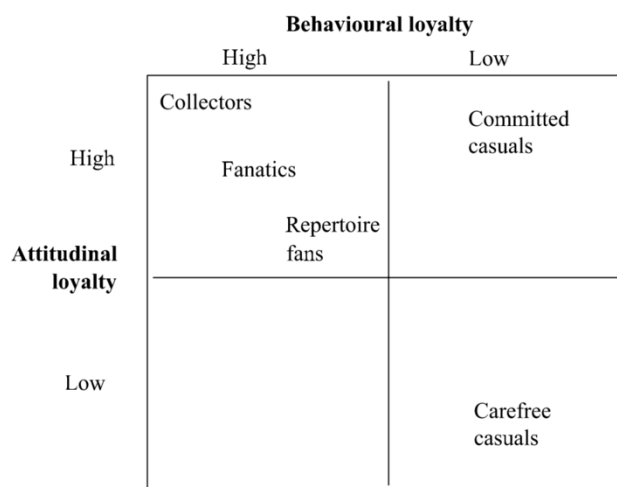 Behavioural loyalty
High Low
Collectors
Committed
casuals
High
Fanatics
Repertoire
fans
Attitudinal
loyalty
Low
Carefree
casuals